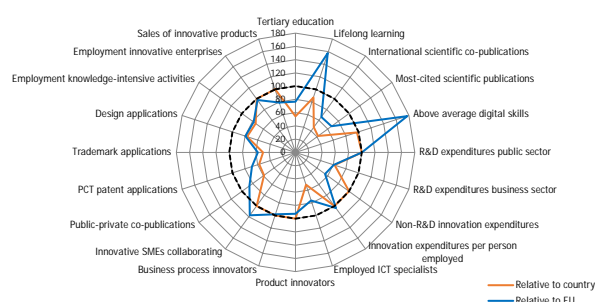 Tertiary education
Sales of innovative products
Lifelong learning
Employment innovative enterprises
International scientific co-publications
Employment knowledge-intensive activities
Most-cited scientific publications
Design applications
Above average digital skills
Trademark applications
R&D expenditures public sector
PCT patent applications
R&D expenditures business sector
Public-private co-publications
Non-R&D innovation expenditures
Innovative SMEs collaborating
Innovation expenditures per person
employed
Business process innovators
Employed ICT specialists
Product innovators
180
160
140
120
100
80
60
40
20
0
Relative to country
Relative to EU